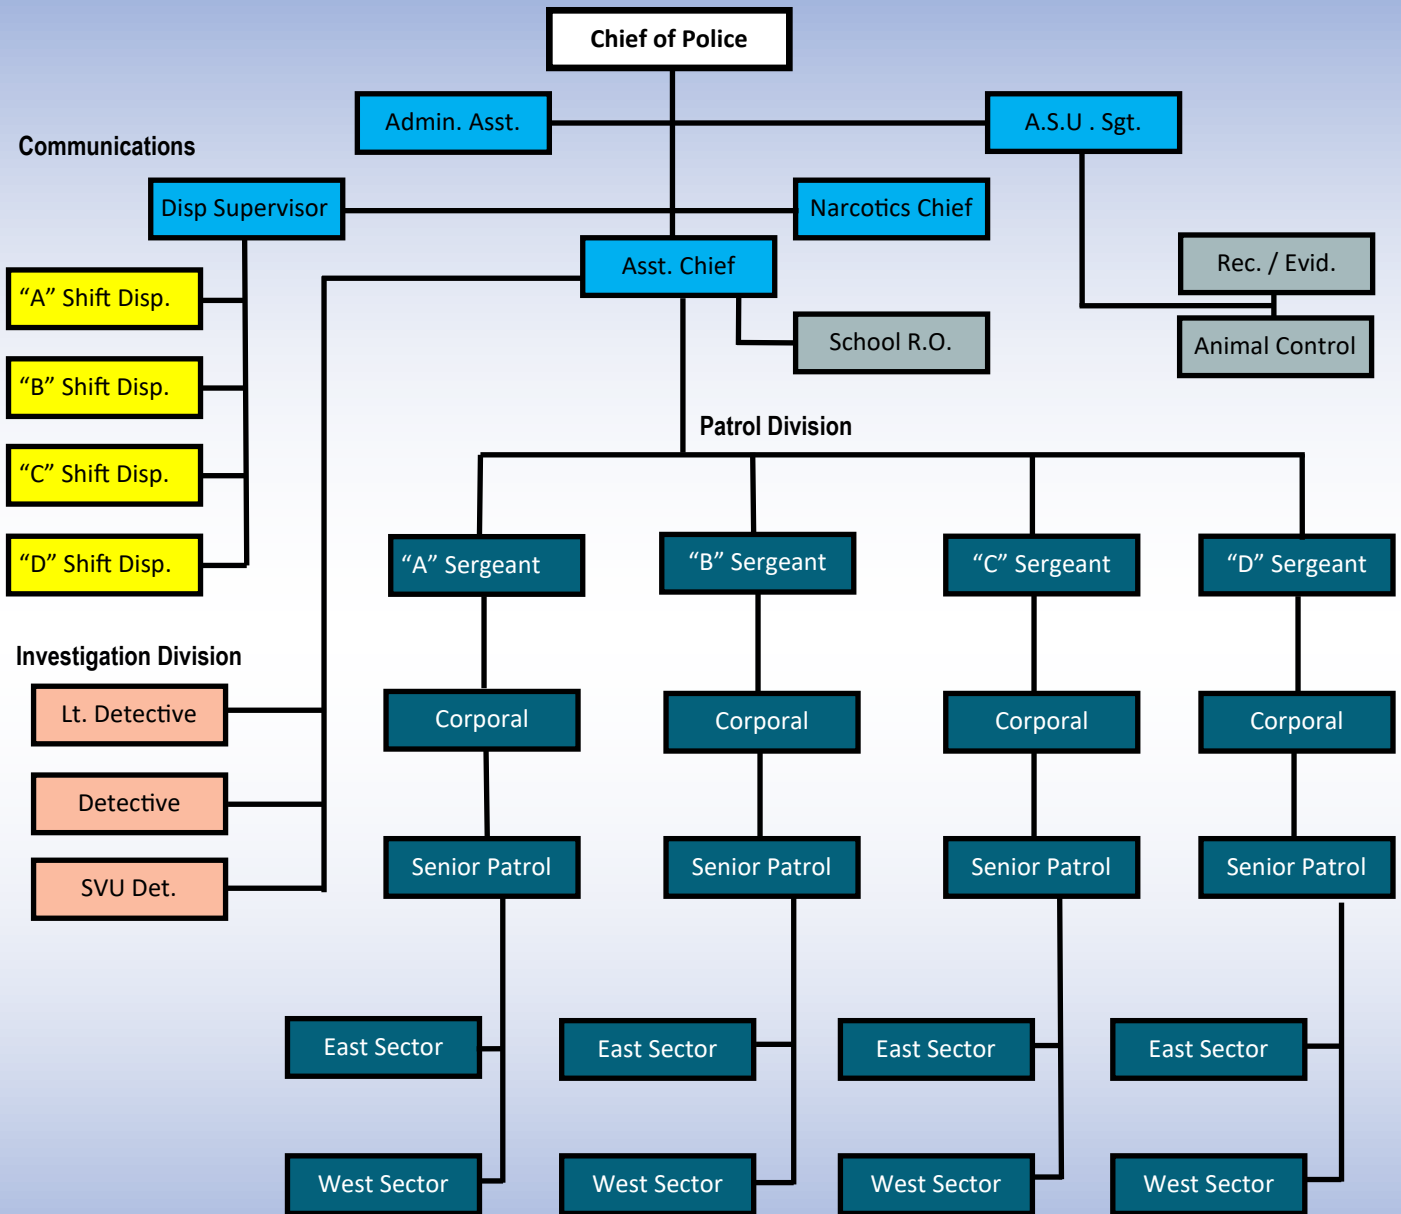 Chief of Police
Admin. Asst.
A.S.U . Sgt.
Communications
Disp Supervisor
Narcotics Chief
Asst. Chief
Rec. / Evid.
“A” Shift Disp.
School R.O.
Animal Control
“B” Shift Disp.
Patrol Division
“C” Shift Disp.
“D” Shift Disp.
“A” Sergeant
“B” Sergeant
“C” Sergeant
“D” Sergeant
Investigation Division
Lt. Detective
Corporal
Corporal
Corporal
Corporal
Detective
SVU Det.
Senior Patrol
Senior Patrol
Senior Patrol
Senior Patrol
East Sector
East Sector
East Sector
East Sector
West Sector
West Sector
West Sector
West Sector